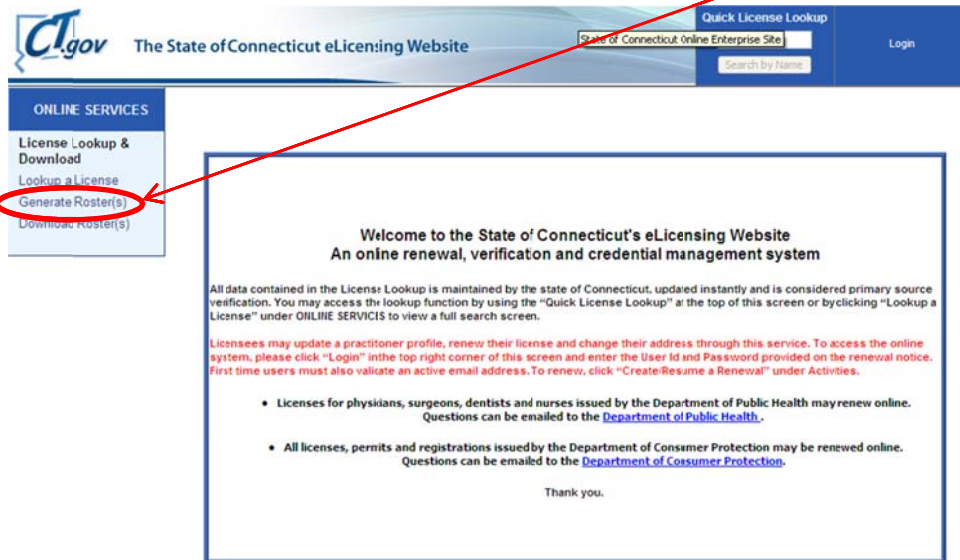 CT.gov The State of Connecticut eLicensing Website
Quick License Lookup
State of Connecticut Online Enterprise Site
Search by Name
Login
ONLINE SERVICES
License Lookup &
Download
Lookup a License
Generate Roster(s)
Download Roster(s)
Welcome to the State of Connecticut's eLicensing Website
An online renewal, verification and credential management system
All data contained in the License Lookup is maintained by the state of Connecticut, updated instantly and is considered primary source
verification. You may access the lookup function by using the “Quick License Lookup” at the top of this screen or by clicking “Lookup a
License” under ONLINE SERVICES to view a full search screen.
Licensees may update a practitoner profile, renew their license and change their address through this service. To access the online
system, please click “Login” in the top right corner of this screen and enter the User Id and Password provided on the renewal notice.
First time users must also validate an active email address. To renew, click “Create/Resume a Renewal” under Activities.
• Licenses for physicians, surgeons, dentists and nurses issued by the Department of Public Health may renew online.
Questions can be emailed to the Department of Public Health .
• All licenses, permits and registrations issued by the Department of Consumer Protection may be renewed online.
Questions can be emailed to the Department of Consumer Protection.
Thank you.